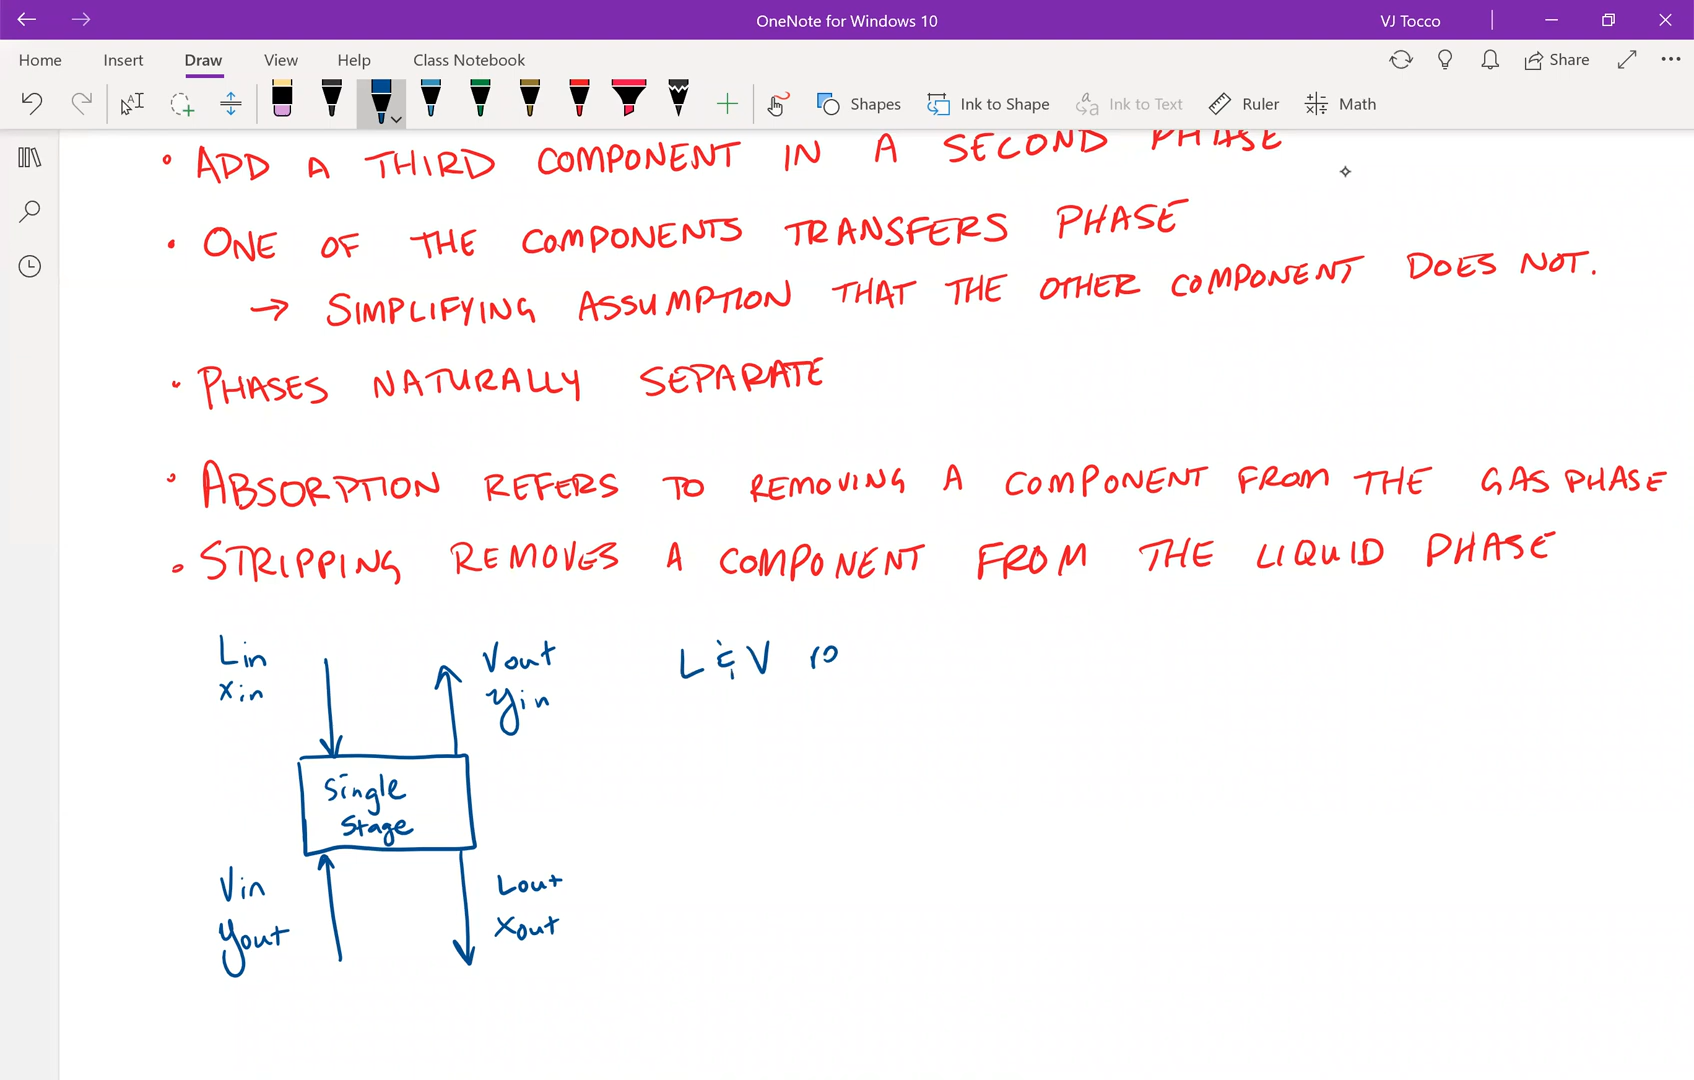 OneNote for Windows 10
VJ Tocco
Home Insert Draw View Help Class Notebook
Share
Shapes Ink to Shape Ink to Text Ruler Math
• ADD A THIRD COMPONENT IN A SECOND PHASE
• ONE OF THE COMPONENTS TRANSFERS PHASE
→ SIMPLIFYING ASSUMPTION THAT THE OTHER COMPONENT DOES NOT.
• PHASES NATURALLY SEPARATE
• ABSORPTION REFERS TO REMOVING A COMPONENT FROM THE GAS PHASE
• STRIPPING REMOVES A COMPONENT FROM THE LIQUID PHASE
Lin
xin
Vout
yin
L & V
Single
Stage
Vin
yout
Lout
xout